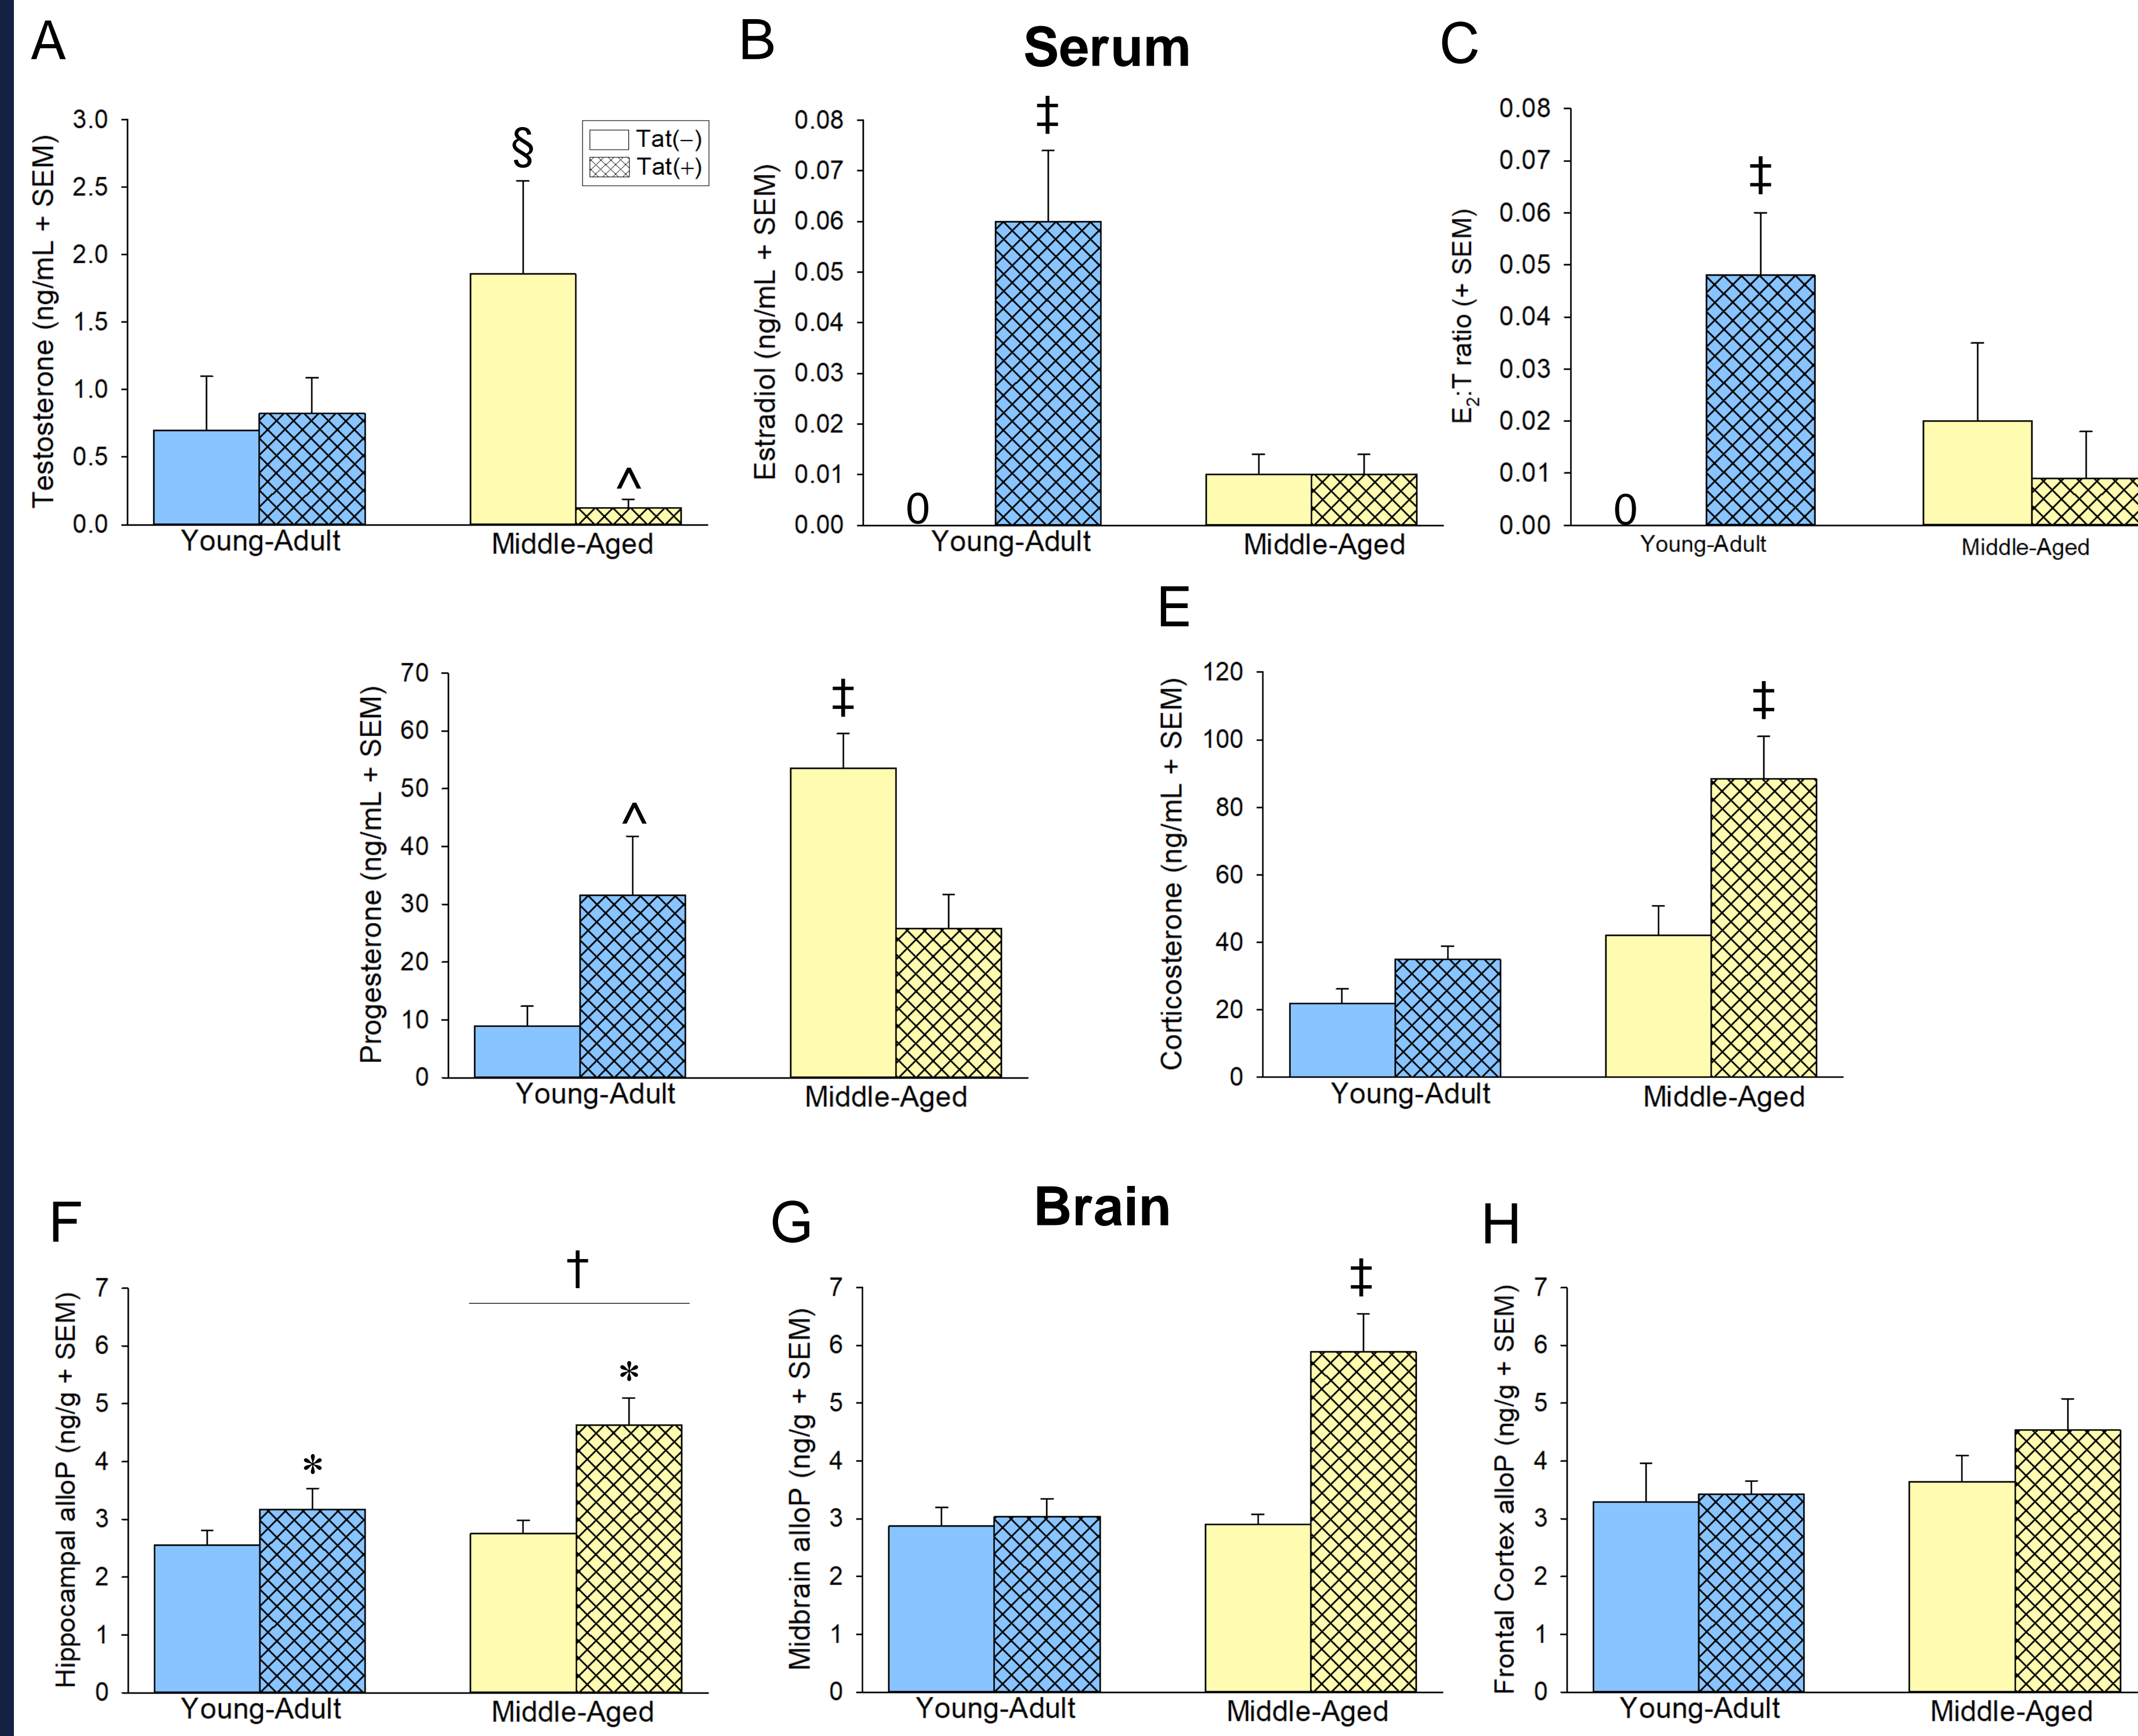 A
B
Serum
C
Testosterone (ng/mL + SEM)
3.0
2.5
2.0
1.5
1.0
0.5
0.0
§
^
Tat(−)
Tat(+)
Young-Adult
Middle-Aged
Estradiol (ng/mL + SEM)
0.08
0.07
0.06
0.05
0.04
0.03
0.02
0.01
0.00
‡
0
Young-Adult
Middle-Aged
E₂:T ratio (+ SEM)
0.08
0.07
0.06
0.05
0.04
0.03
0.02
0.01
0.00
‡
0
Young-Adult
Middle-Aged
Progesterone (ng/mL + SEM)
70
60
50
40
30
20
10
0
^
‡
Young-Adult
Middle-Aged
E
Corticosterone (ng/mL + SEM)
120
100
80
60
40
20
0
‡
Young-Adult
Middle-Aged
F
G
Brain
H
Hippocampal alloP (ng/g + SEM)
7
6
5
4
3
2
1
0
*
†
*
Young-Adult
Middle-Aged
Midbrain alloP (ng/g + SEM)
7
6
5
4
3
2
1
0
‡
Young-Adult
Middle-Aged
Frontal Cortex alloP (ng/g + SEM)
7
6
5
4
3
2
1
0
Young-Adult
Middle-Aged